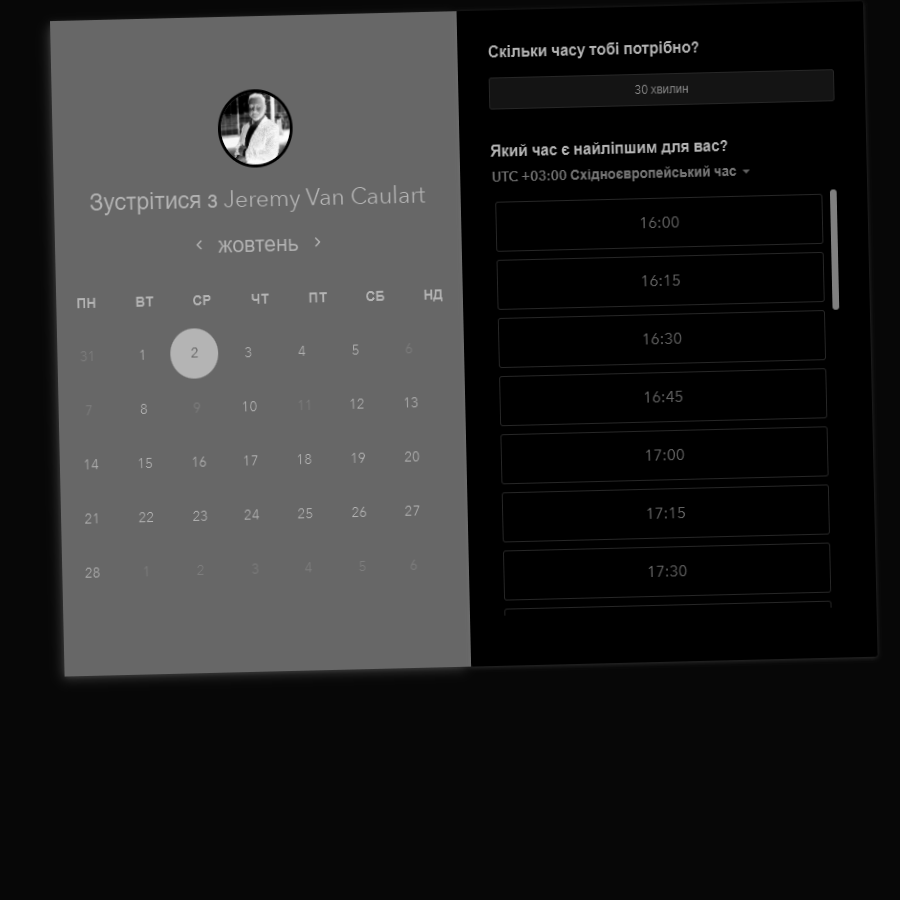 Зустрітися з Jeremy Van Caulart
жовтень
ПН ВТ СР ЧТ ПТ СБ НД
31 1 2 3 4 5 6
7 8 9 10 11 12 13
14 15 16 17 18 19 20
21 22 23 24 25 26 27
28 1 2 3 4 5 6
Скільки часу тобі потрібно?
30 хвилин
Який час є найліпшим для вас?
UTC +03:00 Східноєвропейський час
16:00
16:15
16:30
16:45
17:00
17:15
17:30